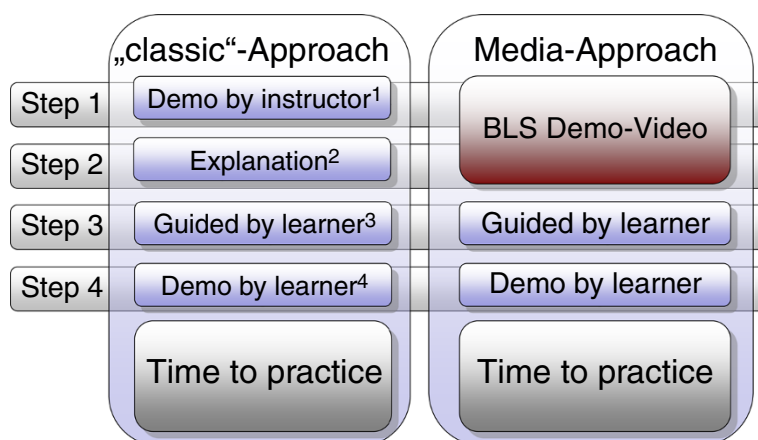 „classic“-Approach
Media-Approach
Step 1
Demo by instructor¹
BLS Demo-Video
Step 2
Explanation²
Step 3
Guided by learner³
Guided by learner
Step 4
Demo by learner⁴
Demo by learner
Time to practice
Time to practice